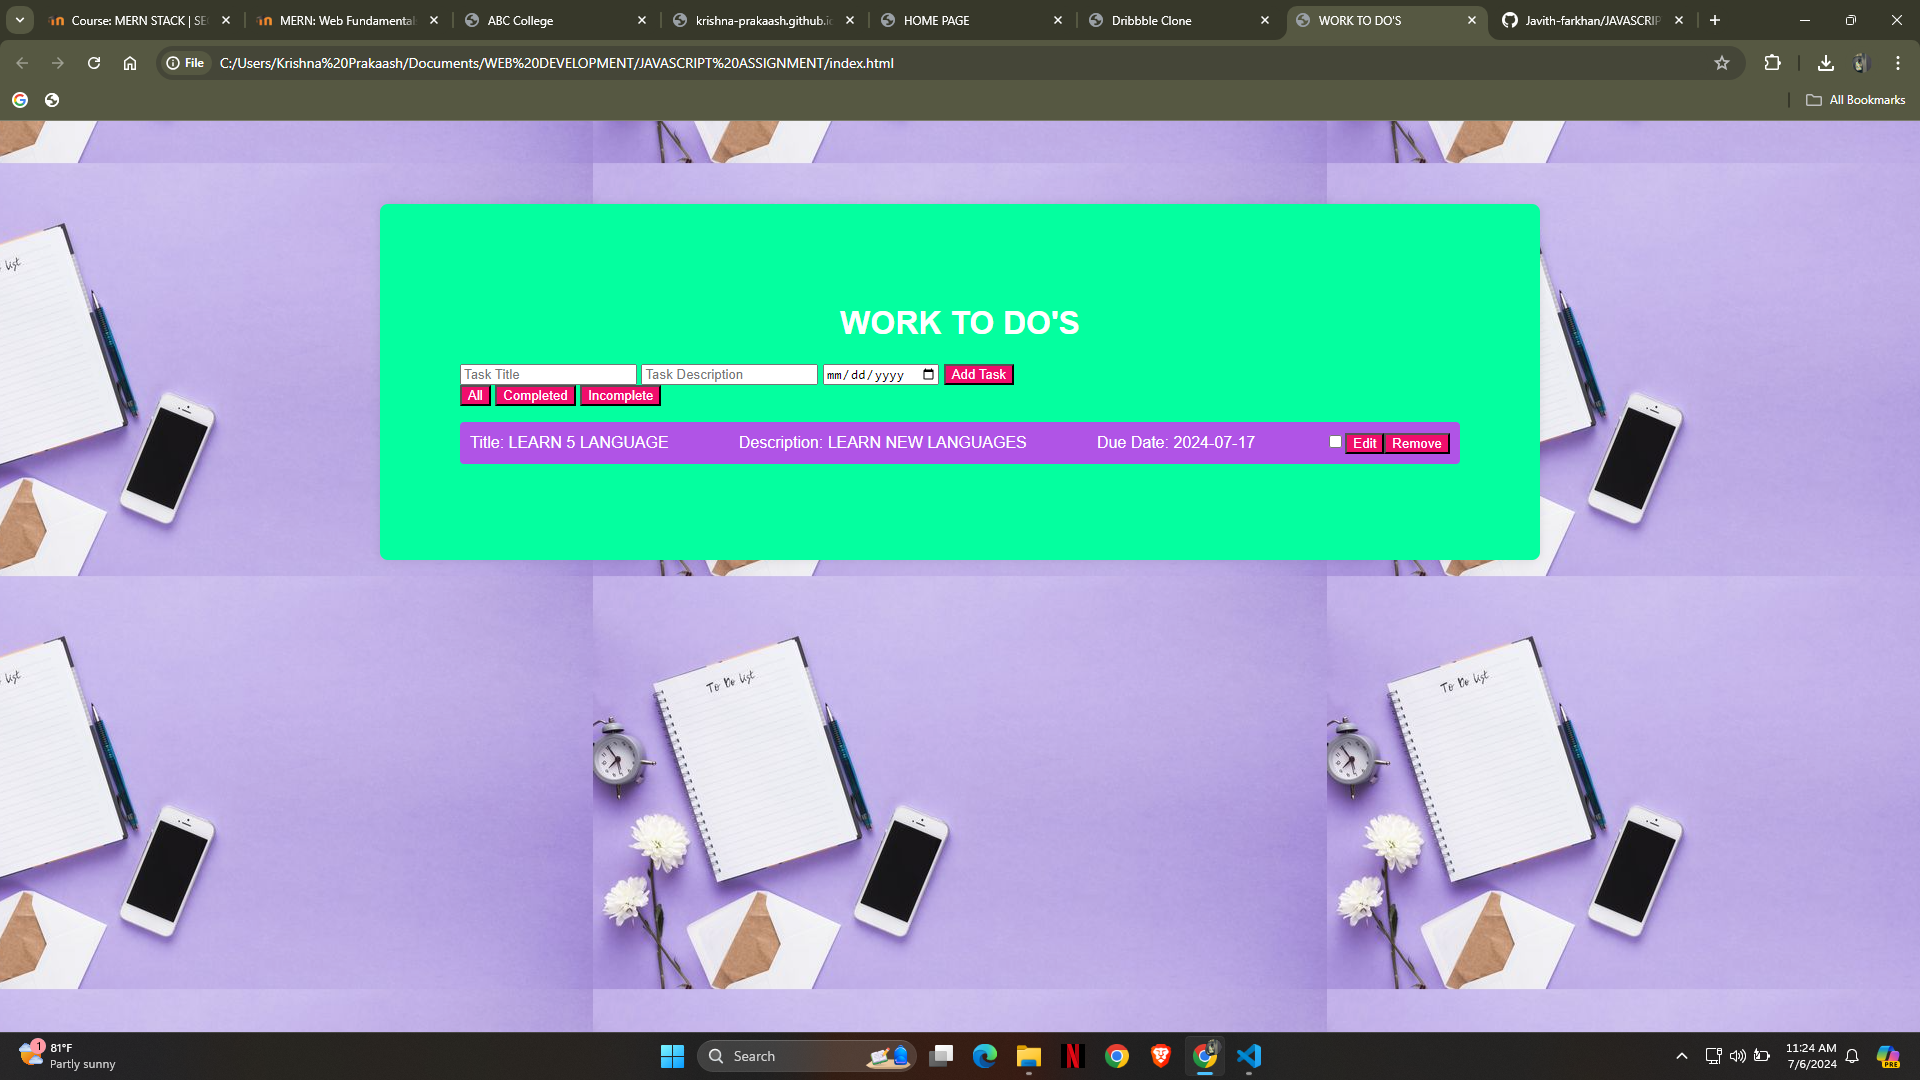 Course: MERN STACK | SE
MERN: Web Fundamental
ABC College
krishna-prakaash.github.io
HOME PAGE
Dribbble Clone
WORK TO DO'S
Javith-farkhan/JAVASCRIP
File
C:/Users/Krishna%20Prakaash/Documents/WEB%20DEVELOPMENT/JAVASCRIPT%20ASSIGNMENT/index.html
All Bookmarks
WORK TO DO'S
Task Title Task Description mm/dd/yyyy Add Task
All Completed Incomplete
Title: LEARN 5 LANGUAGE Description: LEARN NEW LANGUAGES Due Date: 2024-07-17 Edit Remove
list
To Do list
To Do list
list
1
81°F
Partly sunny
Search
11:24 AM
7/6/2024
PRE